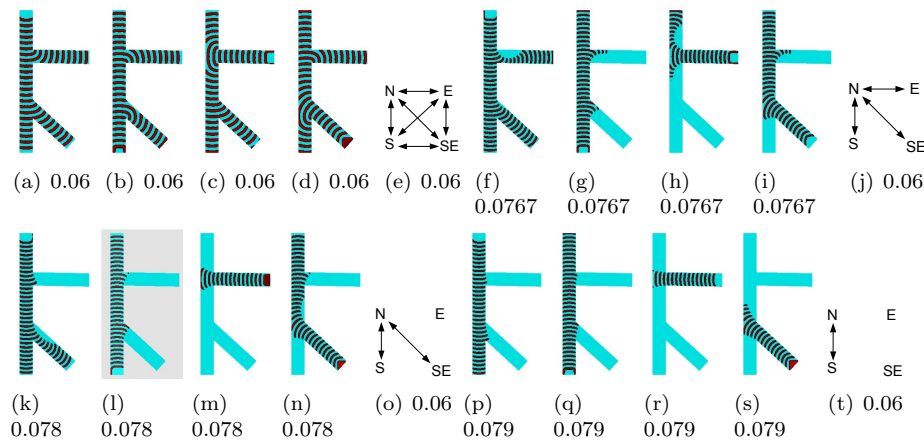 N E
S SE
N E
S SE
(a) 0.06 (b) 0.06 (c) 0.06 (d) 0.06 (e) 0.06 (f) (g) (h) (i) (j) 0.06
0.0767 0.0767 0.0767 0.0767
N E
S SE
N E
S SE
(k) (l) (m) (n) (o) 0.06 (p) (q) (r) (s) (t) 0.06
0.078 0.078 0.078 0.078 0.079 0.079 0.079 0.079